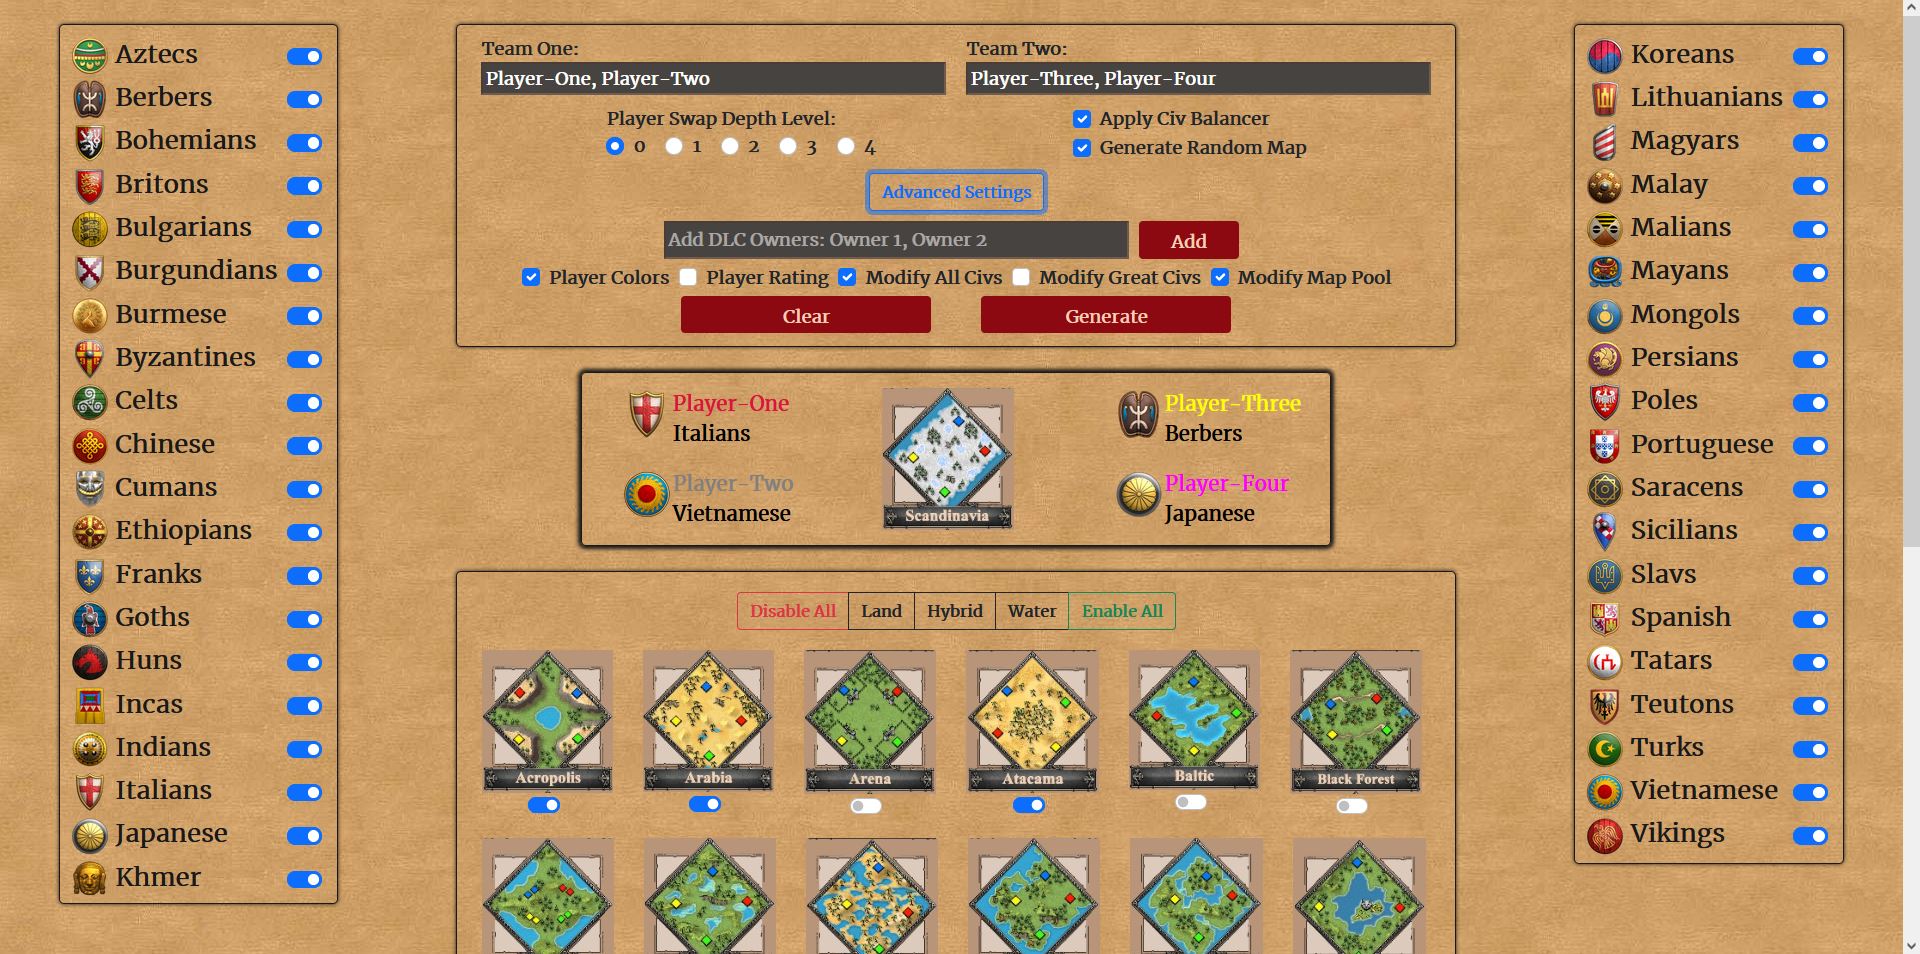 Aztecs
Berbers
Bohemians
Britons
Bulgarians
Burgundians
Burmese
Byzantines
Celts
Chinese
Cumans
Ethiopians
Franks
Goths
Huns
Incas
Indians
Italians
Japanese
Khmer
Team One:
Team Two:
Player-One, Player-Two
Player-Three, Player-Four
Player Swap Depth Level:
0 1 2 3 4
Apply Civ Balancer
Generate Random Map
Advanced Settings
Add DLC Owners: Owner 1, Owner 2
Add
Player Colors Player Rating Modify All Civs Modify Great Civs Modify Map Pool
Clear
Generate
Player-One
Italians
Player-Two
Vietnamese
Scandinavia
Player-Three
Berbers
Player-Four
Japanese
Disable All Land Hybrid Water Enable All
Acropolis
Arabia
Arena
Atacama
Baltic
Black Forest
Koreans
Lithuanians
Magyars
Malay
Malians
Mayans
Mongols
Persians
Poles
Portuguese
Saracens
Sicilians
Slavs
Spanish
Tatars
Teutons
Turks
Vietnamese
Vikings